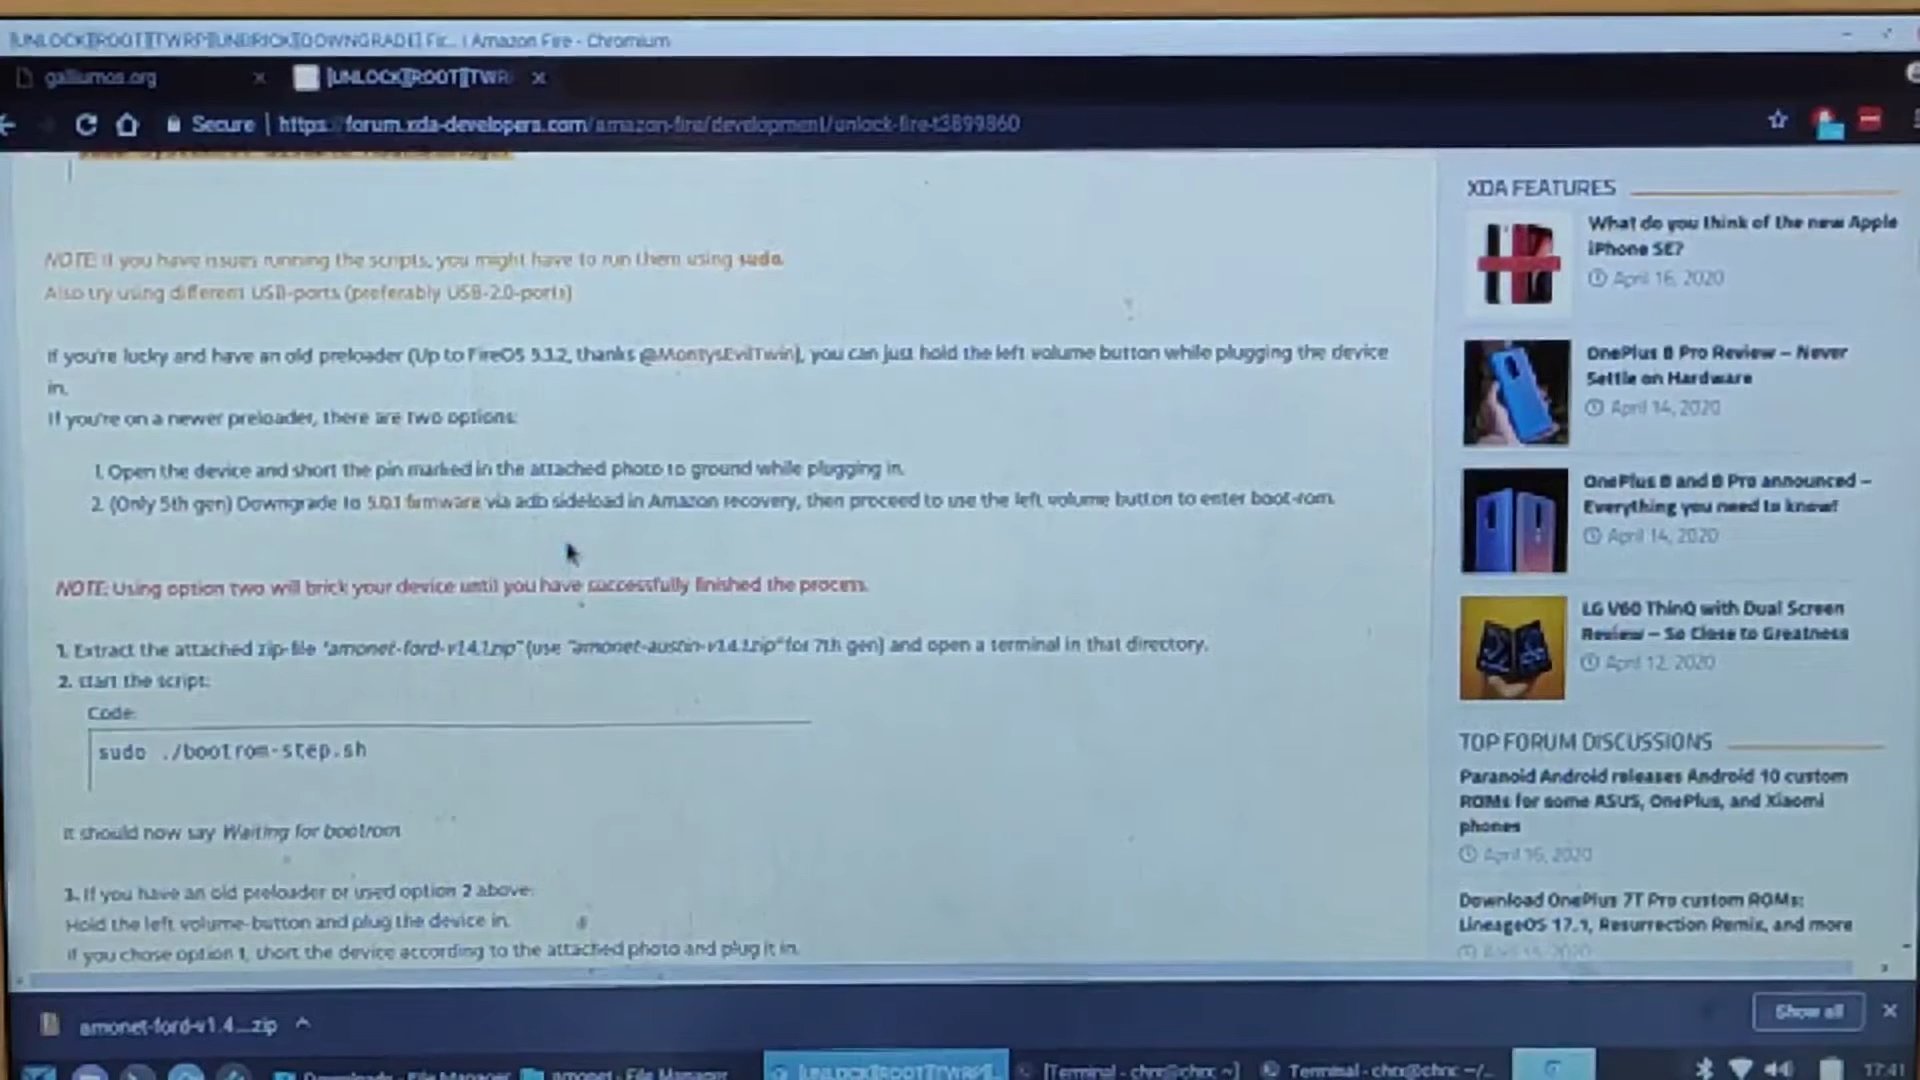 [UNLOCK][ROOT][TWRP][UNBRICK][DOWNGRADE] Fir... | Amazon Fire - Chromium
galliumos.org
[UNLOCK][ROOT][TWR
Secure | https://forum.xda-developers.com/amazon-fire/development/unlock-fire-t3899860
NOTE: If you have issues running the scripts, you might have to run them using sudo.
Also try using different USB-ports (preferably USB-2.0-ports)
If you're lucky and have an old preloader (Up to FireOS 5.1.2, thanks @MontysEvilTwin), you can just hold the left volume button while plugging the device
in.
If you're on a newer preloader, there are two options:
1. Open the device and short the pin marked in the attached photo to ground while plugging in.
2. (Only 5th gen) Downgrade to 5.0.1 firmware via adb sideload in Amazon recovery, then proceed to use the left volume button to enter boot-rom.
NOTE: Using option two will brick your device until you have successfully finished the process.
1. Extract the attached zip-file "amonet-ford-v1.4.1.zip" (use "amonet-austin-v1.4.1.zip" for 7th gen) and open a terminal in that directory.
2. start the script:
Code:
sudo ./bootrom-step.sh
It should now say Waiting for bootrom
3. If you have an old preloader or used option 2 above:
Hold the left volume-button and plug the device in.
If you chose option 1, short the device according to the attached photo and plug it in.
XDA FEATURES
What do you think of the new Apple
iPhone SE?
April 16, 2020
OnePlus 8 Pro Review – Never
Settle on Hardware
April 14, 2020
OnePlus 8 and 8 Pro announced –
Everything you need to know!
April 14, 2020
LG V60 ThinQ with Dual Screen
Review – So Close to Greatness
April 12, 2020
TOP FORUM DISCUSSIONS
Paranoid Android releases Android 10 custom
ROMs for some ASUS, OnePlus, and Xiaomi
phones
April 16, 2020
Download OnePlus 7T Pro custom ROMs:
LineageOS 17.1, Resurrection Remix, and more
amonet-ford-v1.4....zip
Show all
Downloads - File Manager
amonet - File Manager
[UNLOCK][ROOT][TWRP]...
[Terminal - chrx@chrx: ~]
Terminal - chrx@chrx: ~/...
17:41